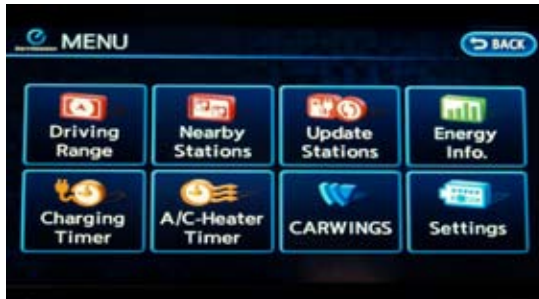 MENU
BACK
Driving
Range
Nearby
Stations
Update
Stations
Energy
Info.
Charging
Timer
A/C-Heater
Timer
CARWINGS
Settings